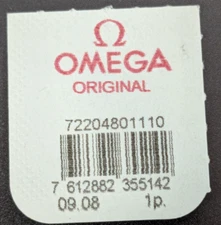 OMEGA
ORIGINAL
72204801110
7 612882 355142
09.08 1p.